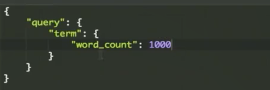 {
    "query": {
        "term": {
            "word_count": 1000
        }
    }
}